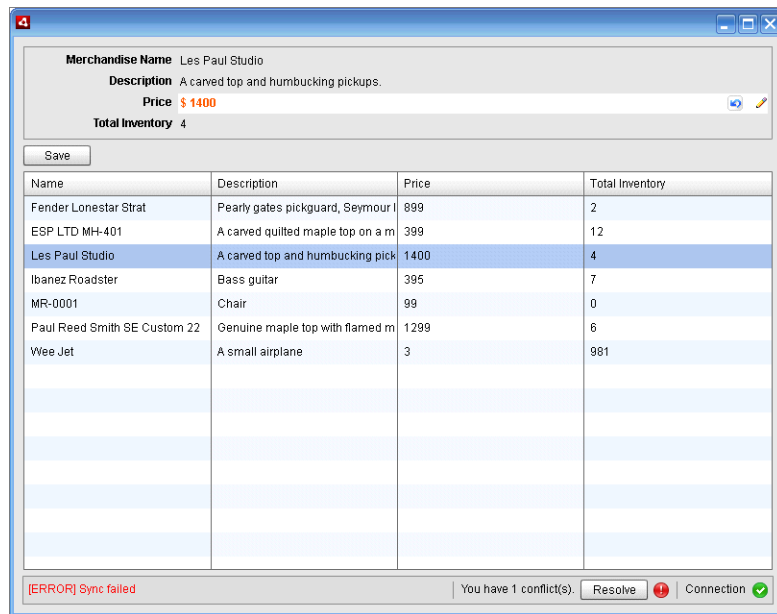 Merchandise Name Les Paul Studio
Description A carved top and humbucking pickups.
Price $ 1400
Total Inventory 4
Save
Name Description Price Total Inventory
Fender Lonestar Strat Pearly gates pickguard, Seymour 899 2
ESP LTD MH-401 A carved quilted maple top on a m 399 12
Les Paul Studio A carved top and humbucking pick 1400 4
Ibanez Roadster Bass guitar 395 7
MR-0001 Chair 99 0
Paul Reed Smith SE Custom 22 Genuine maple top with flamed m 1299 6
Wee Jet A small airplane 3 981
[ERROR] Sync failed You have 1 conflict(s). Resolve Connection